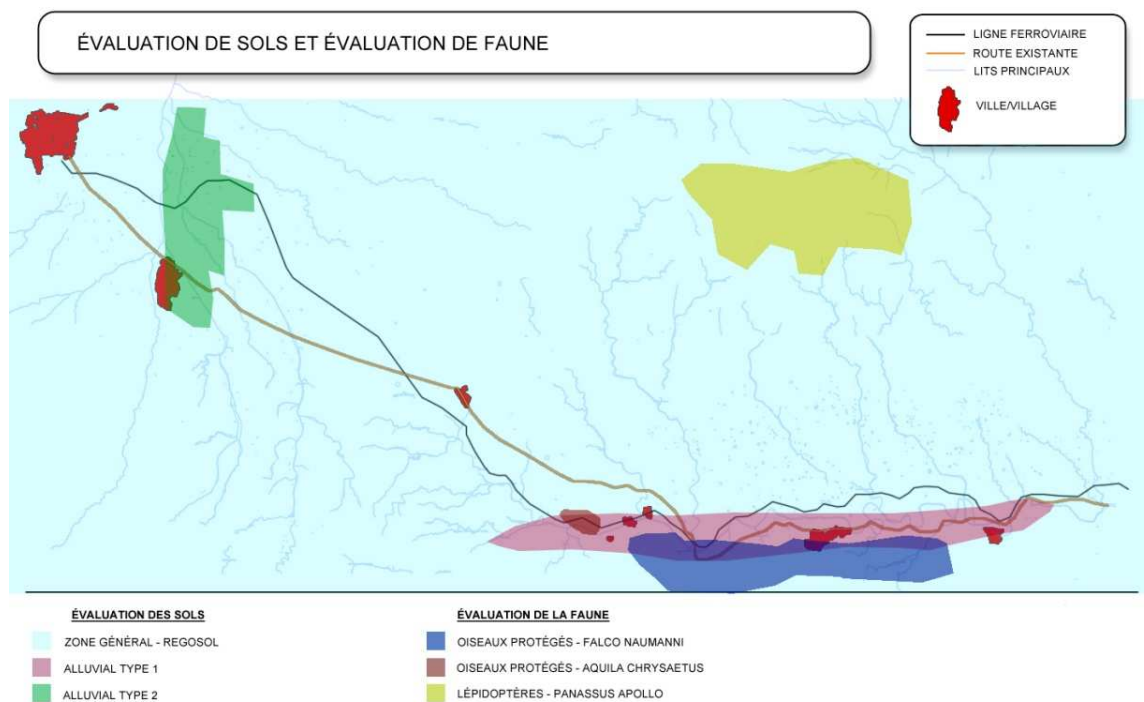 ÉVALUATION DE SOLS ET ÉVALUATION DE FAUNE
LIGNE FERROVIAIRE
ROUTE EXISTANTE
LITS PRINCIPAUX
VILLE/VILLAGE
ÉVALUATION DES SOLS
ZONE GÉNÉRAL - REGOSOL
ALLUVIAL TYPE 1
ALLUVIAL TYPE 2
ÉVALUATION DE LA FAUNE
OISEAUX PROTÉGÉS - FALCO NAUMANNI
OISEAUX PROTÉGÉS - AQUILA CHRYSAETUS
LÉPIDOPTÈRES - PANASSUS APOLLO